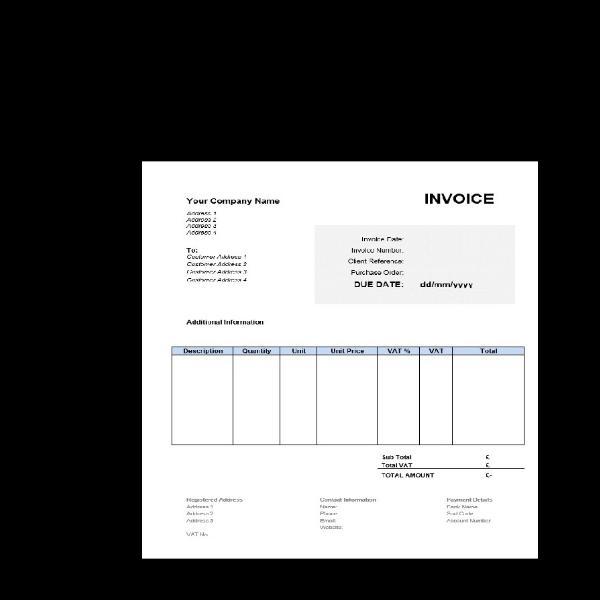 Your Company Name
INVOICE
Address 1
Address 2
Address 3
Address 4
Invoice Date:
Invoice Number:
Client Reference:
Purchase Order:
DUE DATE: dd/mm/yyyy
To:
Customer Address 1
Customer Address 2
Customer Address 3
Customer Address 4
Additional Information
Description Quantity Unit Unit Price VAT % VAT Total
Sub Total £
Total VAT £
TOTAL AMOUNT £-
Registered Address Contact Information Payment Details
Address 1 Name: Bank Name
Address 2 Phone: Sort Code
Address 3 Email: Account Number
Website:
VAT No.